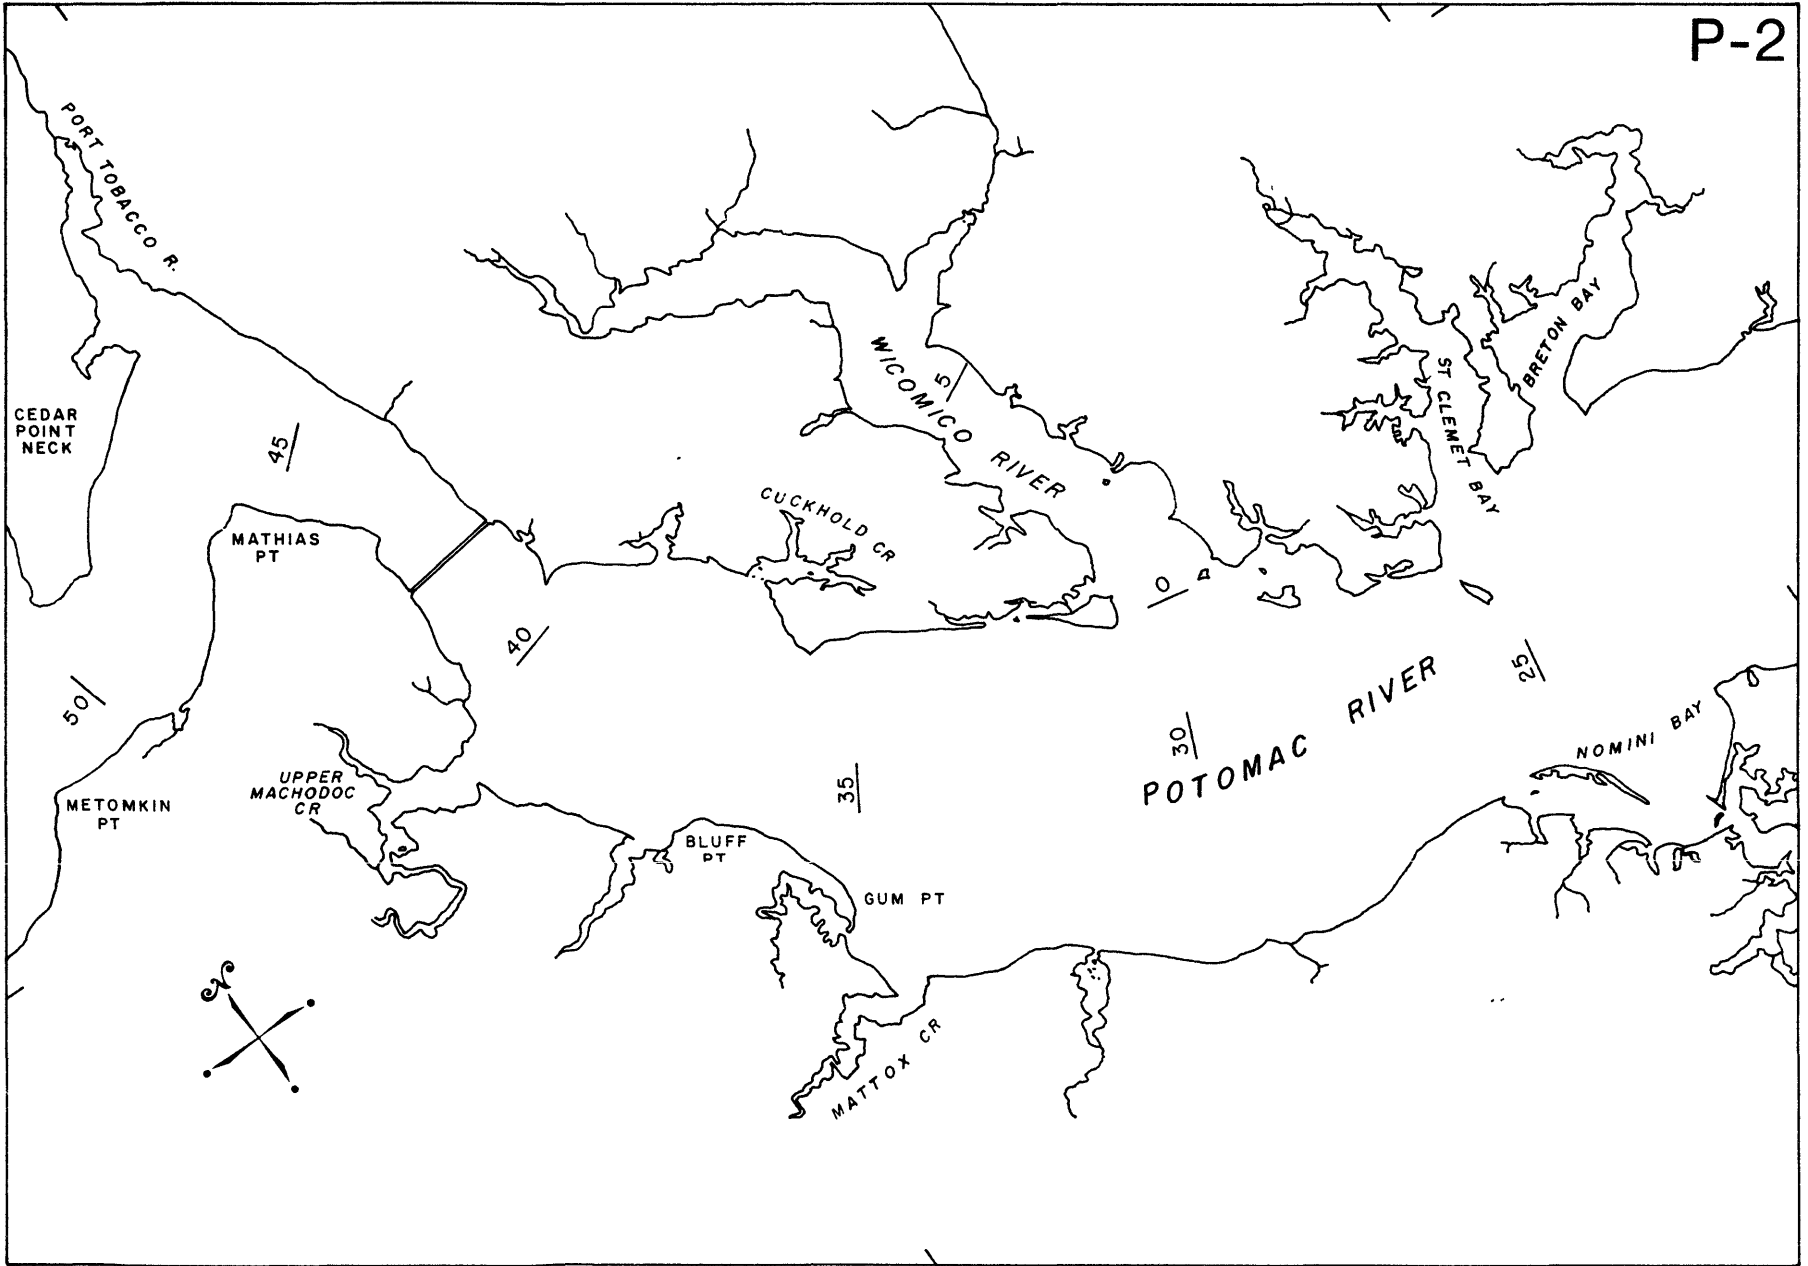 P-2
PORT TOBACCO R.
WICOMICO RIVER
5
BRETON BAY
ST CLEMET BAY
CEDAR
POINT
NECK
45
CUCKHOLD CR
MATHIAS
PT
0
40
25
50
POTOMAC RIVER
30
NOMINI BAY
UPPER
MACHODOC
CR
35
METOMKIN
PT
BLUFF
PT
GUM PT
N
MATTOX CR